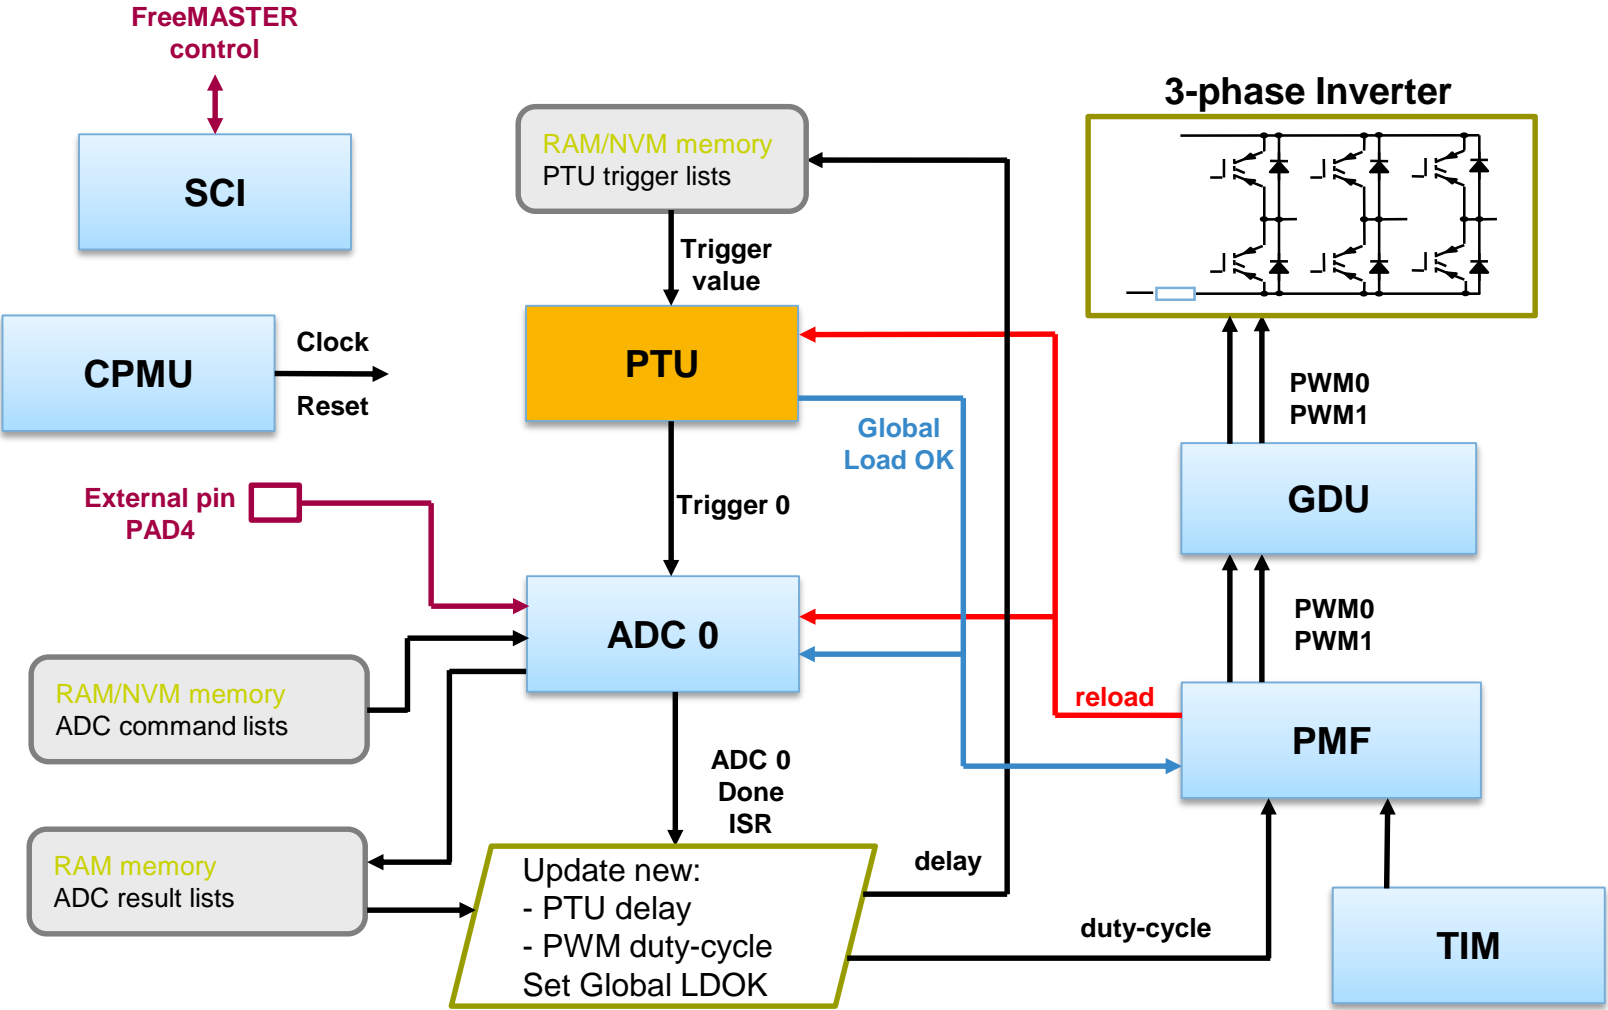 FreeMASTER
control
SCI
RAM/NVM memory
PTU trigger lists
3-phase Inverter
Trigger
value
CPMU
Clock
Reset
PTU
PWM0
PWM1
Global
Load OK
External pin
PAD4
Trigger 0
GDU
ADC 0
PWM0
PWM1
RAM/NVM memory
ADC command lists
reload
PMF
ADC 0
Done
ISR
RAM memory
ADC result lists
Update new:
- PTU delay
- PWM duty-cycle
Set Global LDOK
delay
duty-cycle
TIM